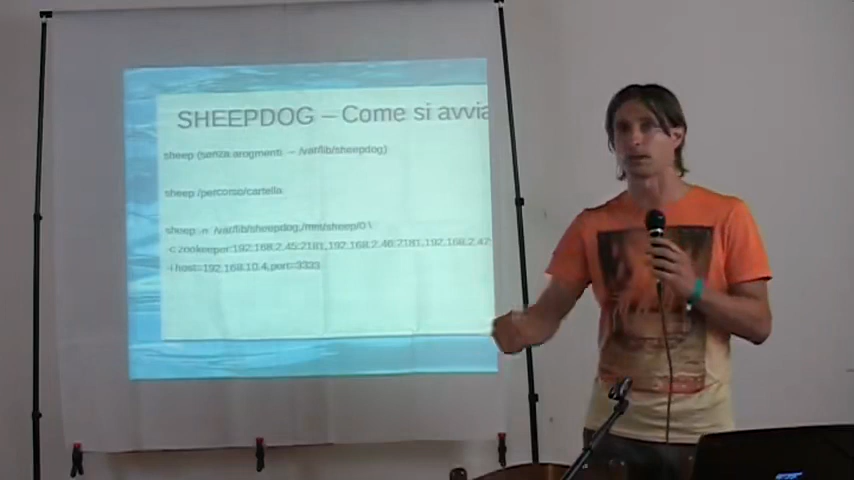 SHEEPDOG – Come si avvia
sheep (senza arogmenti – /var/lib/sheepdog)
sheep /percorso/cartella
sheep -n /var/lib/sheepdog,/mnt/sheep/0 \
-c zookeeper:192.168.2.45:2181,192.168.2.46:2181,192.168.2.47
-i host=192.168.10.4,port=3333